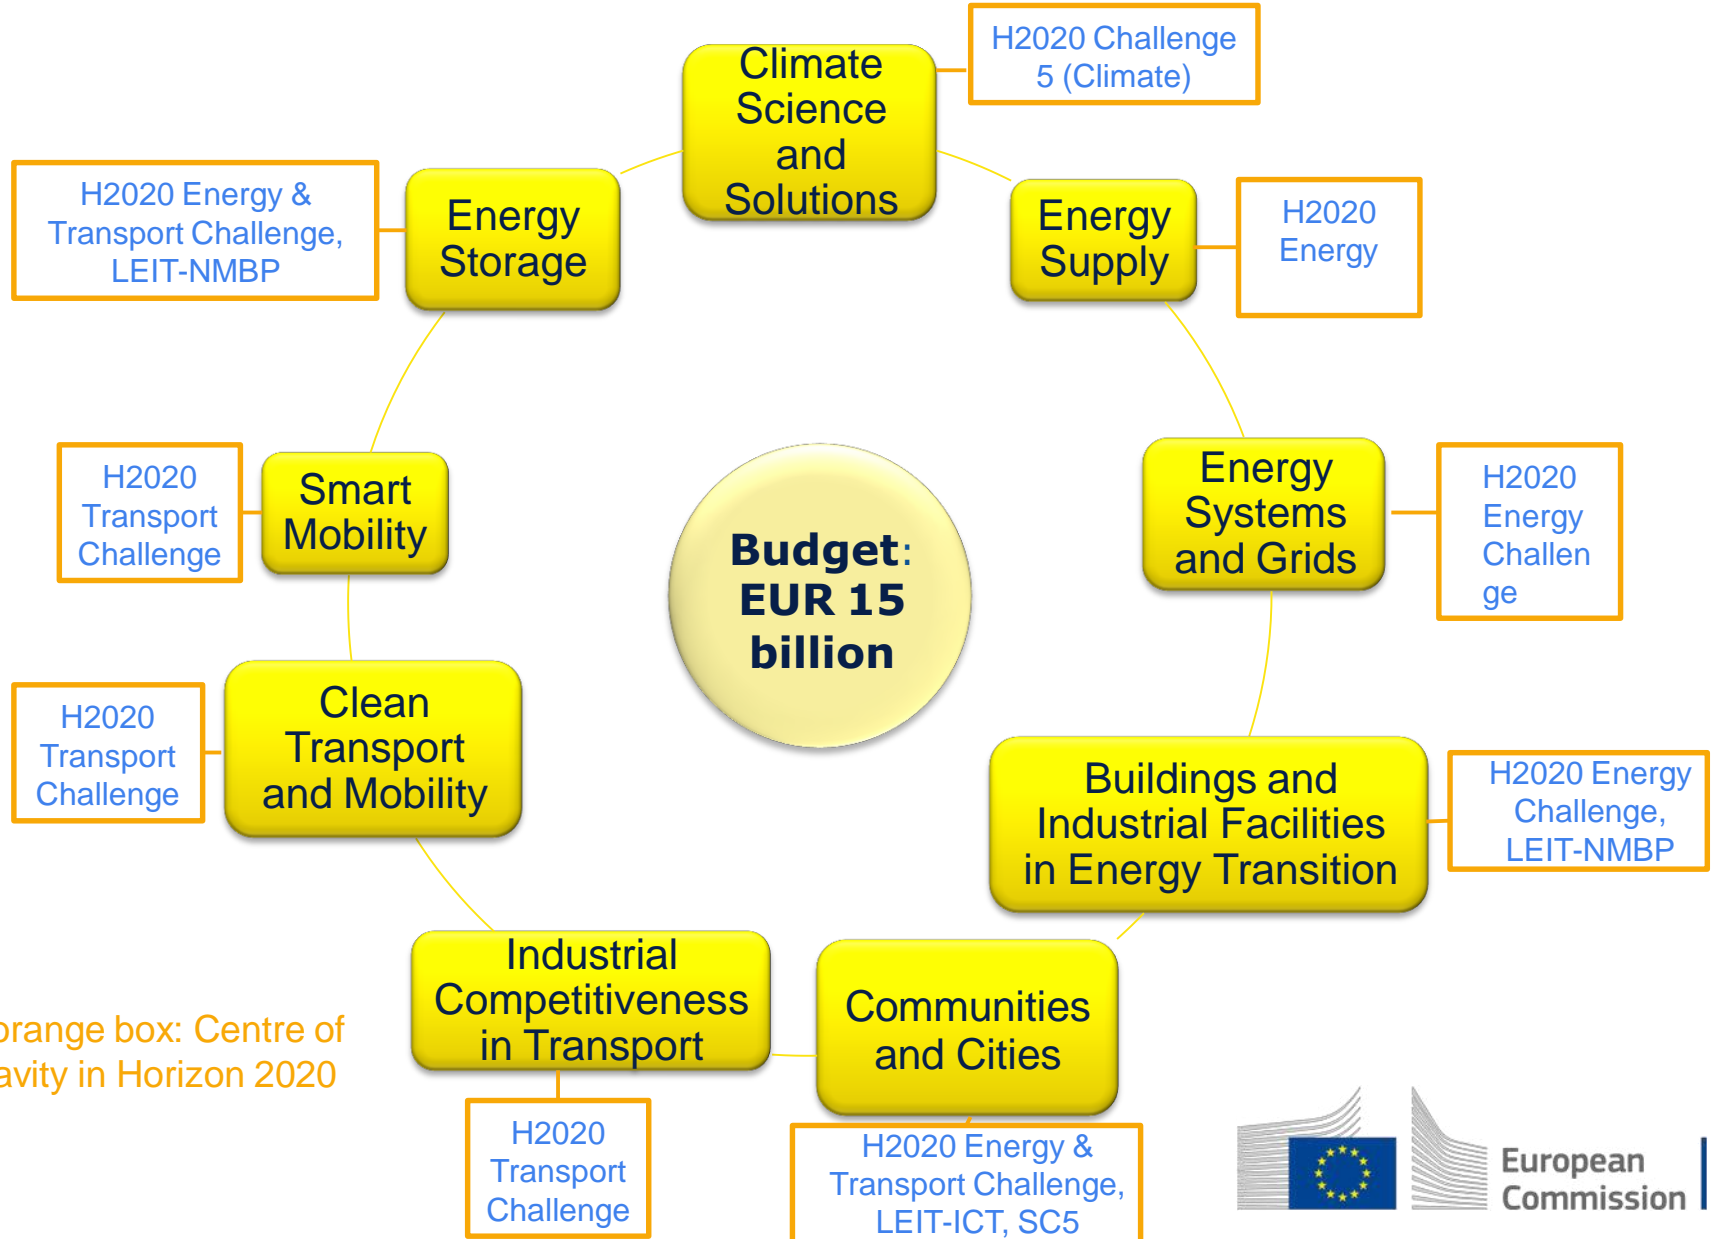 Climate
Science
and
Solutions
H2020 Challenge
5 (Climate)
Energy
Supply
H2020
Energy
Energy
Systems
and Grids
H2020
Energy
Challen
ge
Buildings and
Industrial Facilities
in Energy Transition
H2020 Energy
Challenge,
LEIT-NMBP
Communities
and Cities
H2020 Energy &
Transport Challenge,
LEIT-ICT, SC5
Industrial
Competitiveness
in Transport
H2020
Transport
Challenge
Clean
Transport
and Mobility
H2020
Transport
Challenge
Smart
Mobility
H2020
Transport
Challenge
Energy
Storage
H2020 Energy &
Transport Challenge,
LEIT-NMBP
Budget:
EUR 15
billion
orange box: Centre of
avity in Horizon 2020
European
Commission